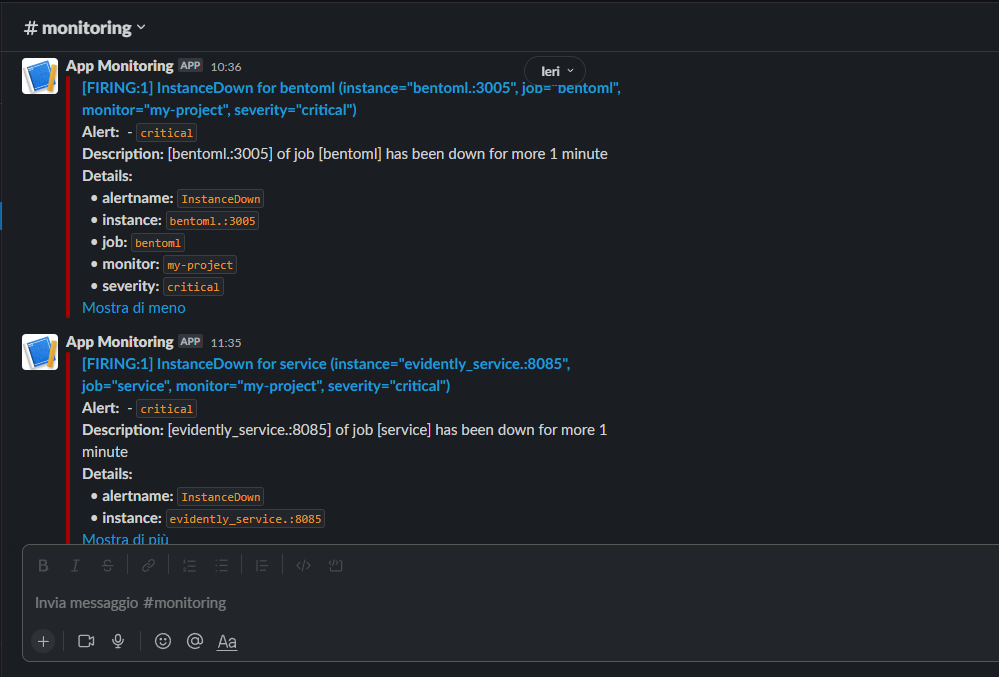 # monitoring
App Monitoring APP 10:36
Ieri
[FIRING:1] InstanceDown for bentoml (instance="bentoml.:3005", job="bentoml",
monitor="my-project", severity="critical")
Alert: - critical
Description: [bentoml.:3005] of job [bentoml] has been down for more 1 minute
Details:
• alertname: InstanceDown
• instance: bentoml.:3005
• job: bentoml
• monitor: my-project
• severity: critical
Mostra di meno
App Monitoring APP 11:35
[FIRING:1] InstanceDown for service (instance="evidently_service.:8085",
job="service", monitor="my-project", severity="critical")
Alert: - critical
Description: [evidently_service.:8085] of job [service] has been down for more 1
minute
Details:
• alertname: InstanceDown
• instance: evidently_service.:8085
Mostra di più
B I S
Invia messaggio #monitoring
Aa